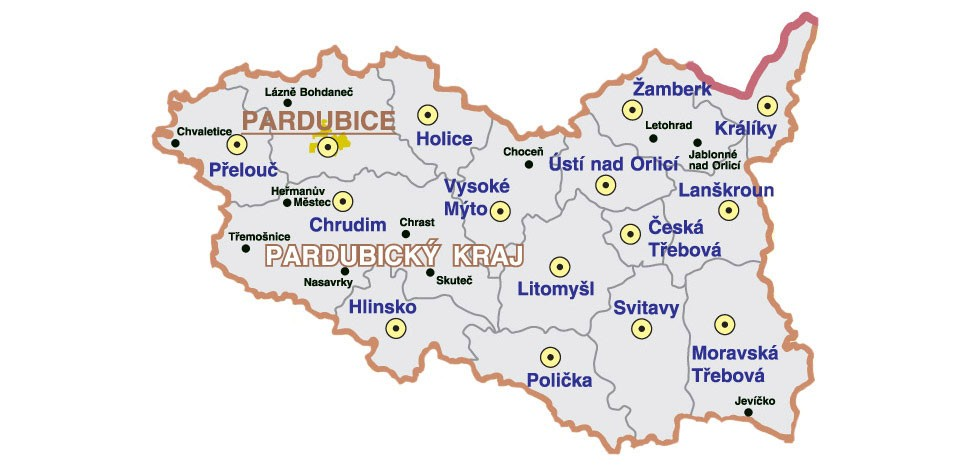 Žamberk
Lázně Bohdaneč
PARDUBICE
Chvaletice
Holice
Letohrad
Králíky
Přelouč
Choceň
Ústí nad Orlicí
Jablonné
nad Orlicí
Heřmanův
Městec
Vysoké
Mýto
Lanškroun
Chrudim
Chrast
Česká
Třebová
Třemošnice
PARDUBICKÝ KRAJ
Nasavrky
Skuteč
Litomyšl
Hlinsko
Svitavy
Moravská
Třebová
Polička
Jevíčko